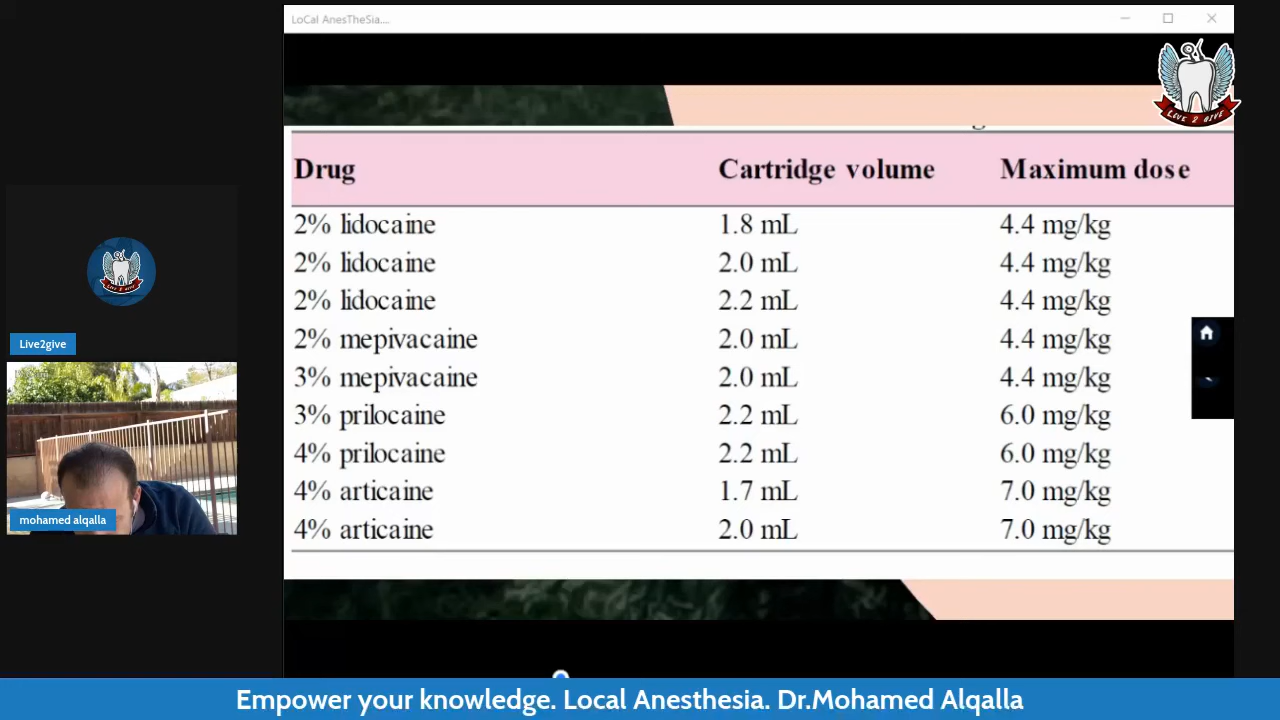 LoCal AnesTheSia....
LOVE 2 GIVE
Drug Cartridge volume Maximum dose
2% lidocaine 1.8 mL 4.4 mg/kg
2% lidocaine 2.0 mL 4.4 mg/kg
2% lidocaine 2.2 mL 4.4 mg/kg
2% mepivacaine 2.0 mL 4.4 mg/kg
3% mepivacaine 2.0 mL 4.4 mg/kg
3% prilocaine 2.2 mL 6.0 mg/kg
4% prilocaine 2.2 mL 6.0 mg/kg
4% articaine 1.7 mL 7.0 mg/kg
4% articaine 2.0 mL 7.0 mg/kg
Live2give
mohamed alqalla
Empower your knowledge. Local Anesthesia. Dr.Mohamed Alqalla